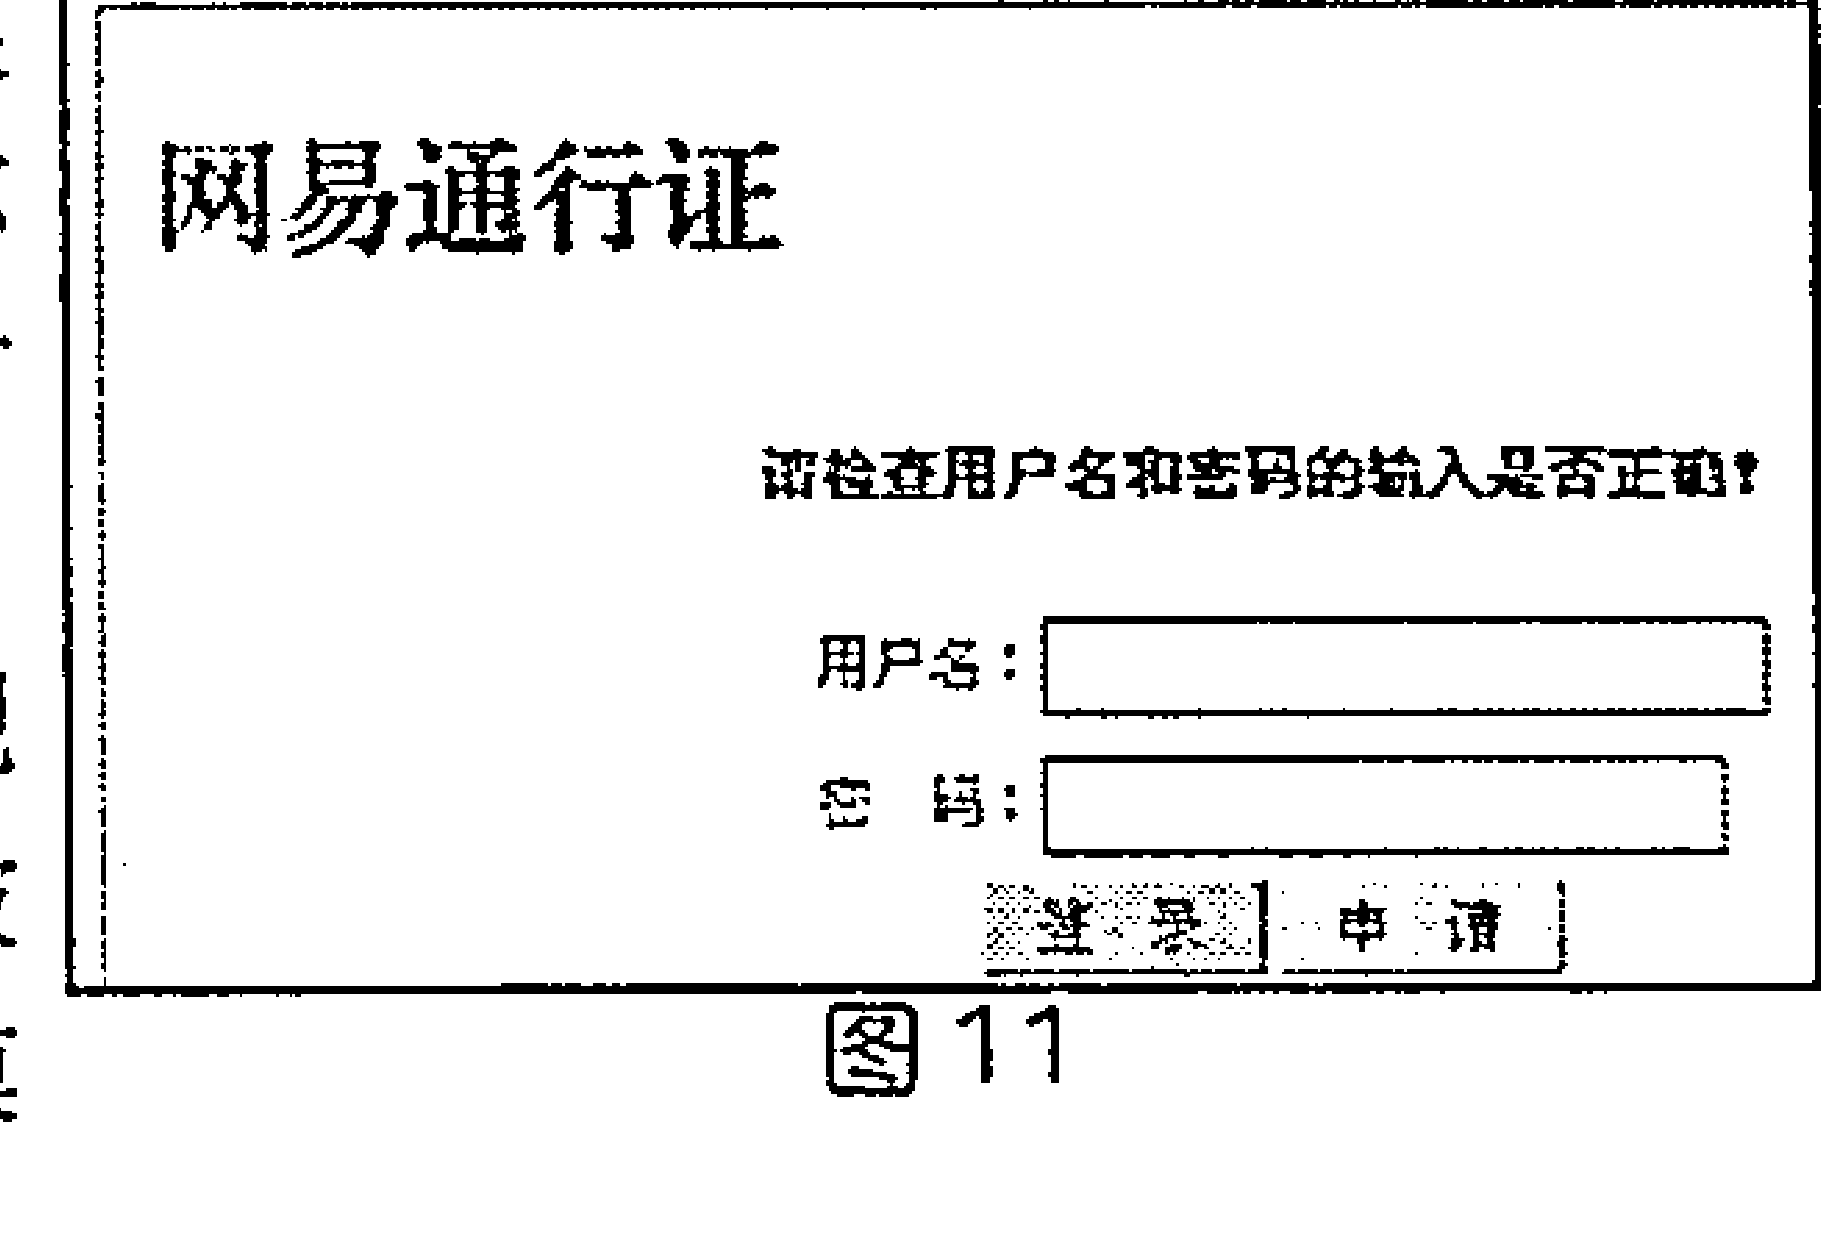 网易通行证
请检查用户名和密码的输入是否正确!
用户名:
密 码:
登 录 申 请
图 11